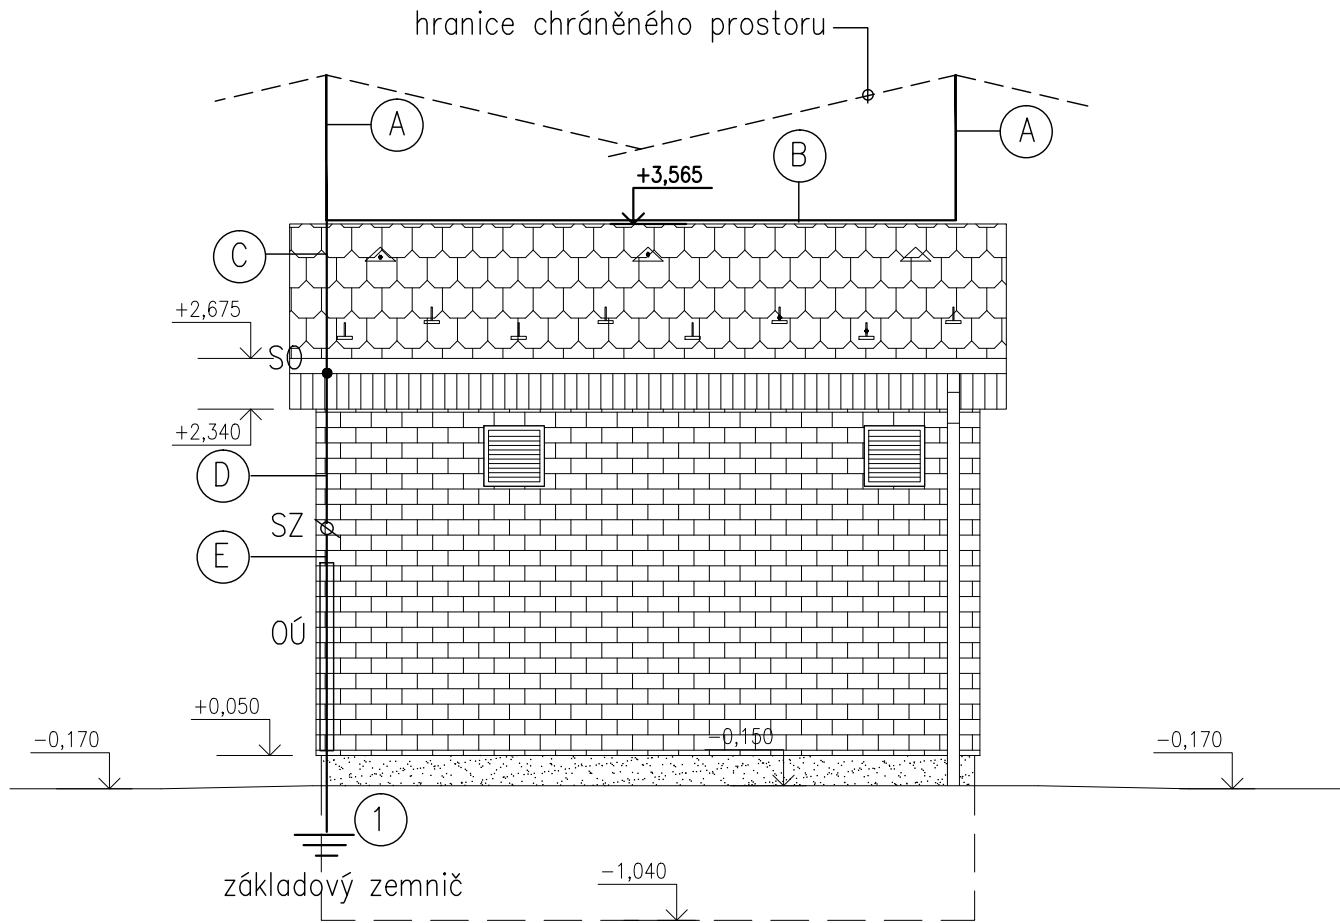 hranice chráněného prostoru
A
A
B
+3,565
C
+2,675
SO
+2,340
D
SZ
E
OÚ
+0,050
-0,170
-0,150
-0,170
1
základový zemnič
-1,040